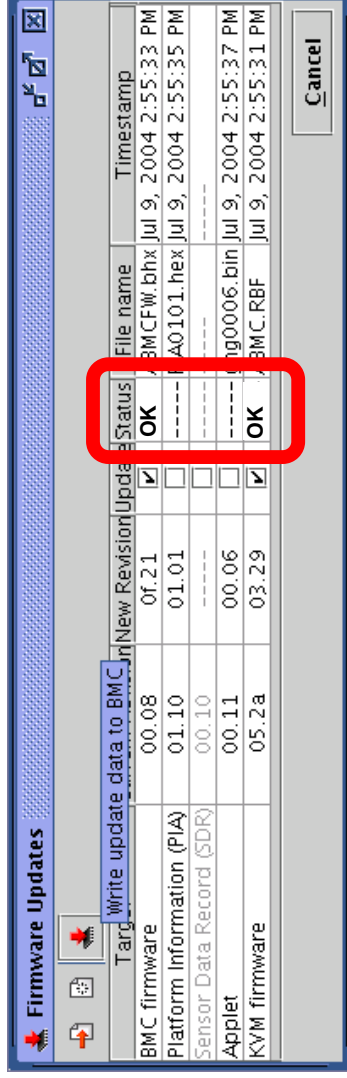 Firmware Updates
Write update data to BMC
Target New Revision Update Status File name Timestamp
BMC firmware 00.08 0f.21 OK ABMCFW.bhx Jul 9, 2004 2:55:33 PM
Platform Information (PIA) 01.10 01.01 ----- PIA0101.hex Jul 9, 2004 2:55:35 PM
Sensor Data Record (SDR) 00.10 ----- ----- ----- -----
Applet 00.11 00.06 ----- img0006.bin Jul 9, 2004 2:55:37 PM
KVM firmware 05.2a 03.29 OK ABMC.RBF Jul 9, 2004 2:55:31 PM
Cancel